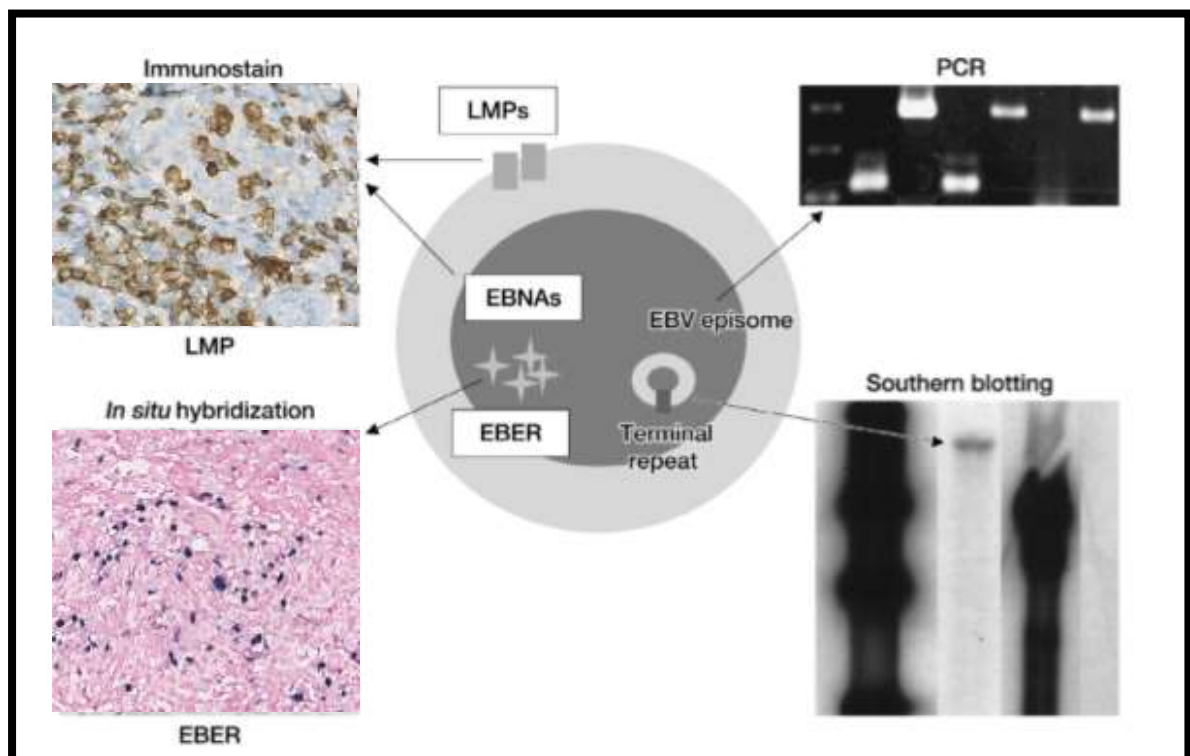 Immunostain
LMPs
PCR
EBNAs
EBV episome
LMP
In situ hybridization
EBER
Terminal
repeat
Southern blotting
EBER